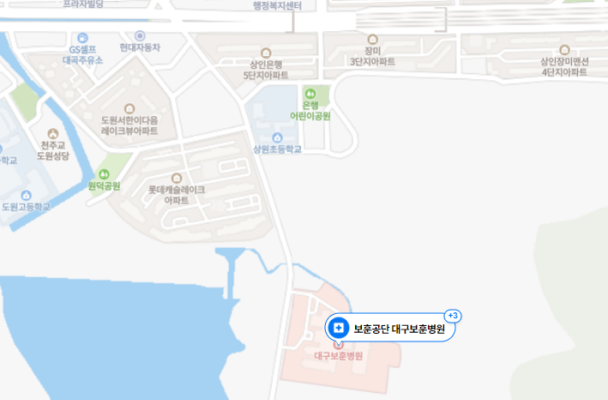 프라자빌딩
행정복지센터
GS셀프
대곡주유소
현대자동차
상인은행
5단지아파트
장미
3단지아파트
상인장미맨션
4단지아파트
도원서한이다음
레이크뷰아파트
은행
어린이공원
천주교
도원성당
상원초등학교
학교
원덕공원
롯데캐슬레이크
아파트
도원고등학교
보훈공단 대구보훈병원
+3
대구보훈병원